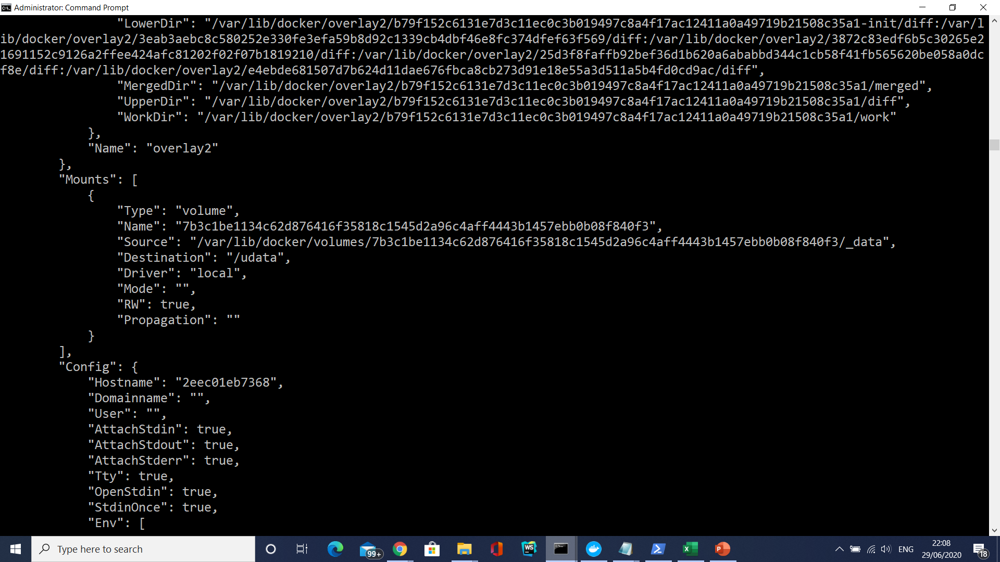 Administrator: Command Prompt
"LowerDir": "/var/lib/docker/overlay2/b79f152c6131e7d3c11ec0c3b019497c8a4f17ac12411a0a49719b21508c35a1-init/diff:/var/l
ib/docker/overlay2/3eab3aebc8c580252e330fe3efa59b8d92c1339cb4dbf46e8fc374dfef63f569/diff:/var/lib/docker/overlay2/3872c83edf6b5c30265e2
1691152c9126a2ffee424afc81202f02f07b1819210/diff:/var/lib/docker/overlay2/25d3f8faffb92bef36d1b620a6ababbd344c1cb58f41fb565620be058a0dc
f8e/diff:/var/lib/docker/overlay2/e4ebde681507d7b624d11dae676fbca8cb273d91e18e55a3d511a5b4fd0cd9ac/diff",
"MergedDir": "/var/lib/docker/overlay2/b79f152c6131e7d3c11ec0c3b019497c8a4f17ac12411a0a49719b21508c35a1/merged",
"UpperDir": "/var/lib/docker/overlay2/b79f152c6131e7d3c11ec0c3b019497c8a4f17ac12411a0a49719b21508c35a1/diff",
"WorkDir": "/var/lib/docker/overlay2/b79f152c6131e7d3c11ec0c3b019497c8a4f17ac12411a0a49719b21508c35a1/work"
},
"Name": "overlay2"
},
"Mounts": [
{
"Type": "volume",
"Name": "7b3c1be1134c62d876416f35818c1545d2a96c4aff4443b1457ebb0b08f840f3",
"Source": "/var/lib/docker/volumes/7b3c1be1134c62d876416f35818c1545d2a96c4aff4443b1457ebb0b08f840f3/_data",
"Destination": "/udata",
"Driver": "local",
"Mode": "",
"RW": true,
"Propagation": ""
}
],
"Config": {
"Hostname": "2eec01eb7368",
"Domainname": "",
"User": "",
"AttachStdin": true,
"AttachStdout": true,
"AttachStderr": true,
"Tty": true,
"OpenStdin": true,
"StdinOnce": true,
"Env": [
Type here to search
99+
WS
ENG
22:08
29/06/2020
18